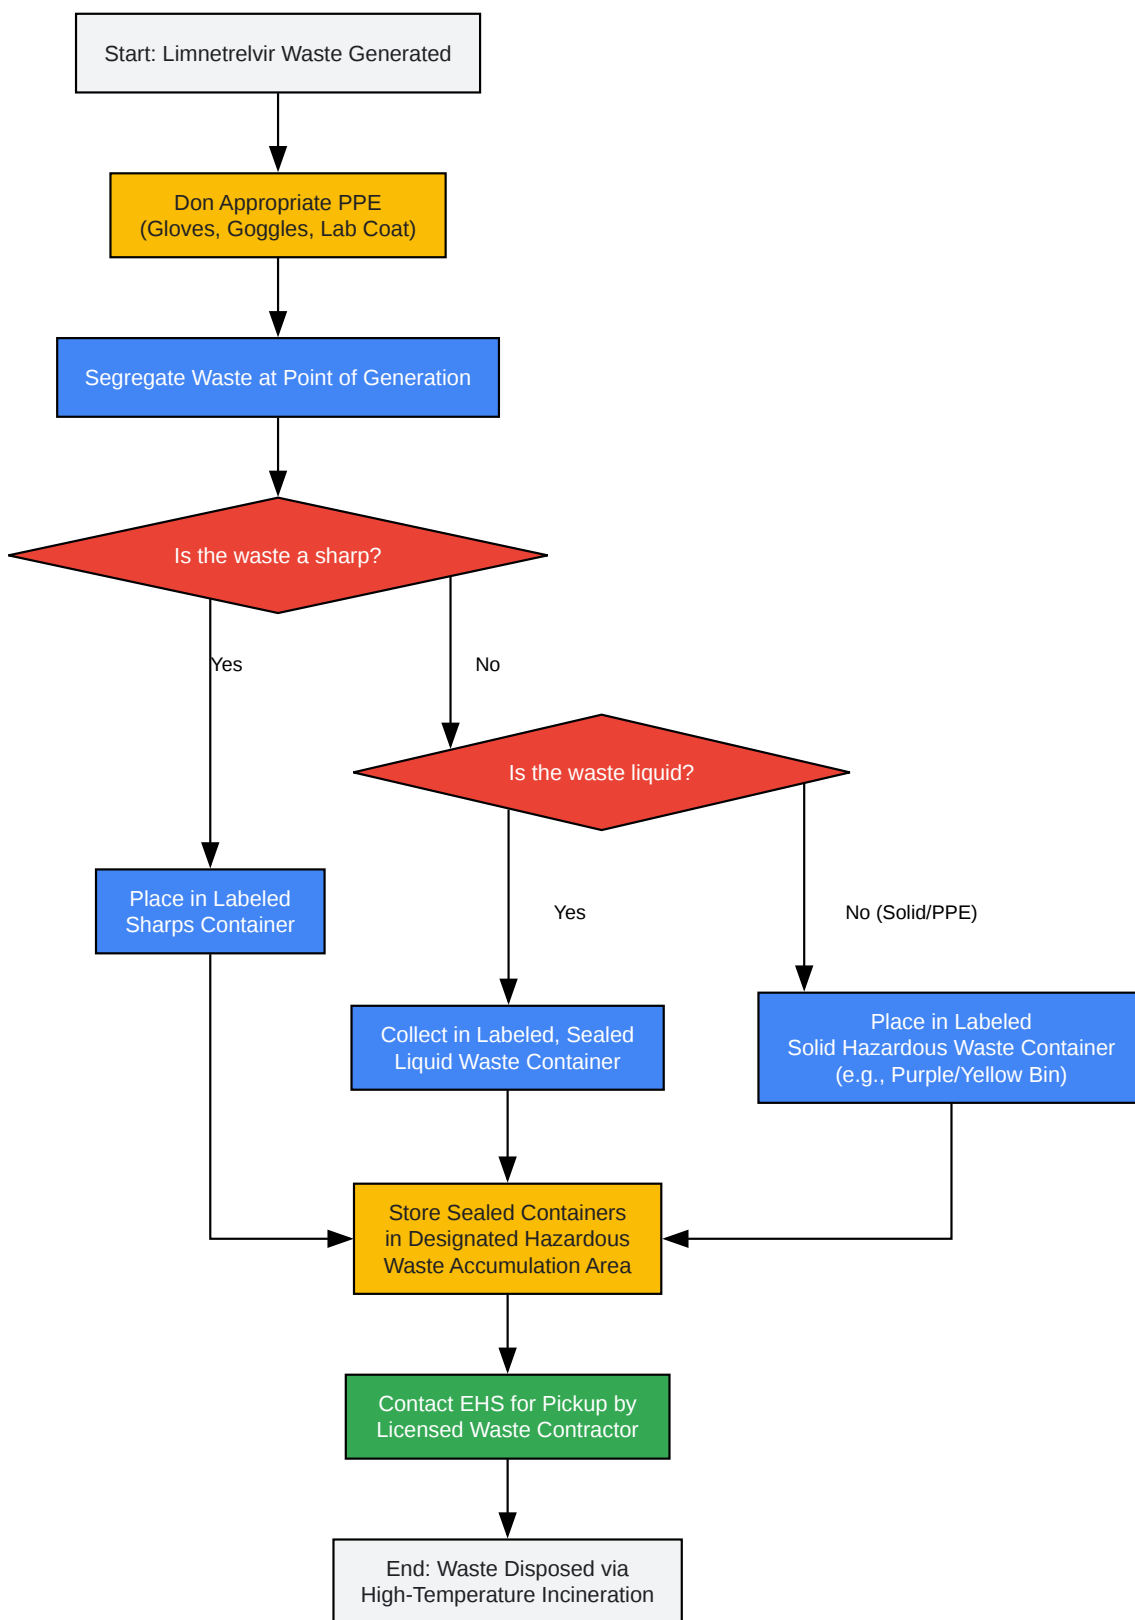 Start: Limnetrelvir Waste Generated
Don Appropriate PPE
(Gloves, Goggles, Lab Coat)
Segregate Waste at Point of Generation
Is the waste a sharp?
Yes
No
Is the waste liquid?
Place in Labeled
Sharps Container
Yes
No (Solid/PPE)
Collect in Labeled, Sealed
Liquid Waste Container
Place in Labeled
Solid Hazardous Waste Container
(e.g., Purple/Yellow Bin)
Store Sealed Containers
in Designated Hazardous
Waste Accumulation Area
Contact EHS for Pickup by
Licensed Waste Contractor
End: Waste Disposed via
High-Temperature Incineration